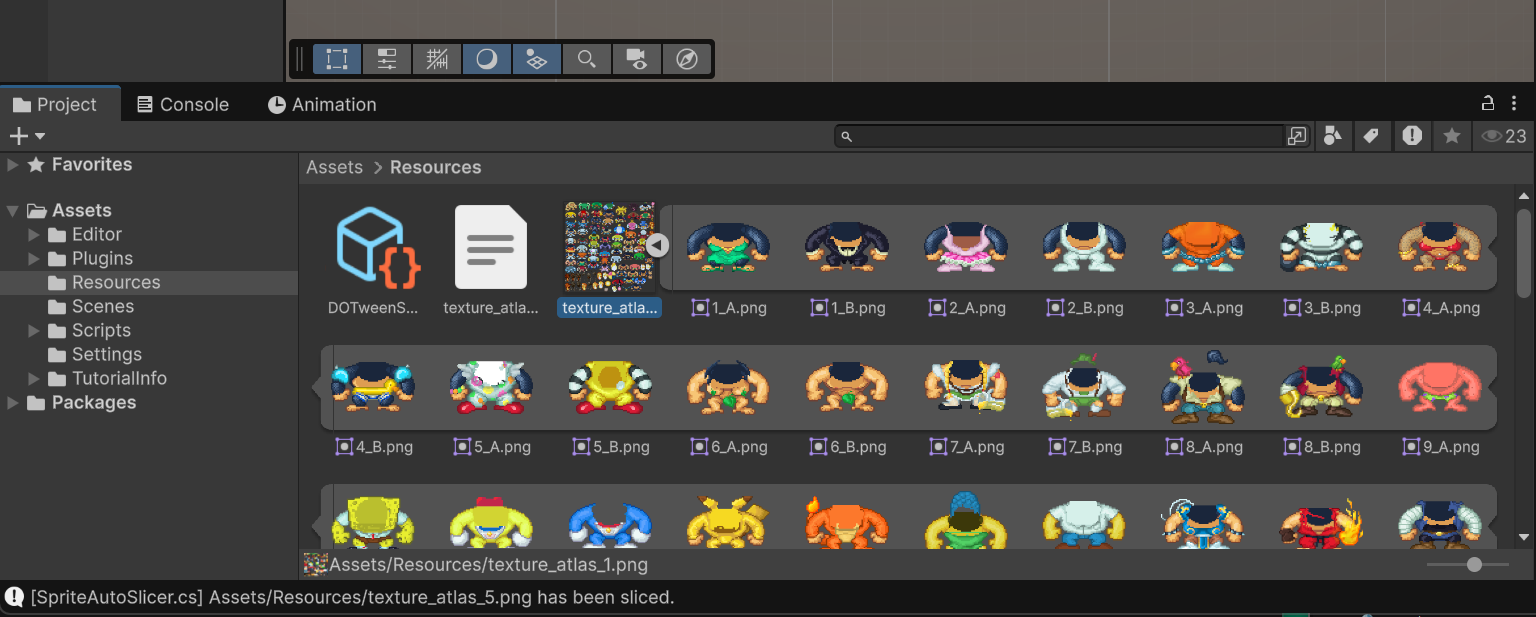 Project Console Animation
23
Favorites
Assets > Resources
Assets
Editor
Plugins
Resources
Scenes
Scripts
Settings
TutorialInfo
Packages
DOTweenS... texture_atla... texture_atla... 1_A.png 1_B.png 2_A.png 2_B.png 3_A.png 3_B.png 4_A.png
4_B.png 5_A.png 5_B.png 6_A.png 6_B.png 7_A.png 7_B.png 8_A.png 8_B.png 9_A.png
Assets/Resources/texture_atlas_1.png
[SpriteAutoSlicer.cs] Assets/Resources/texture_atlas_5.png has been sliced.